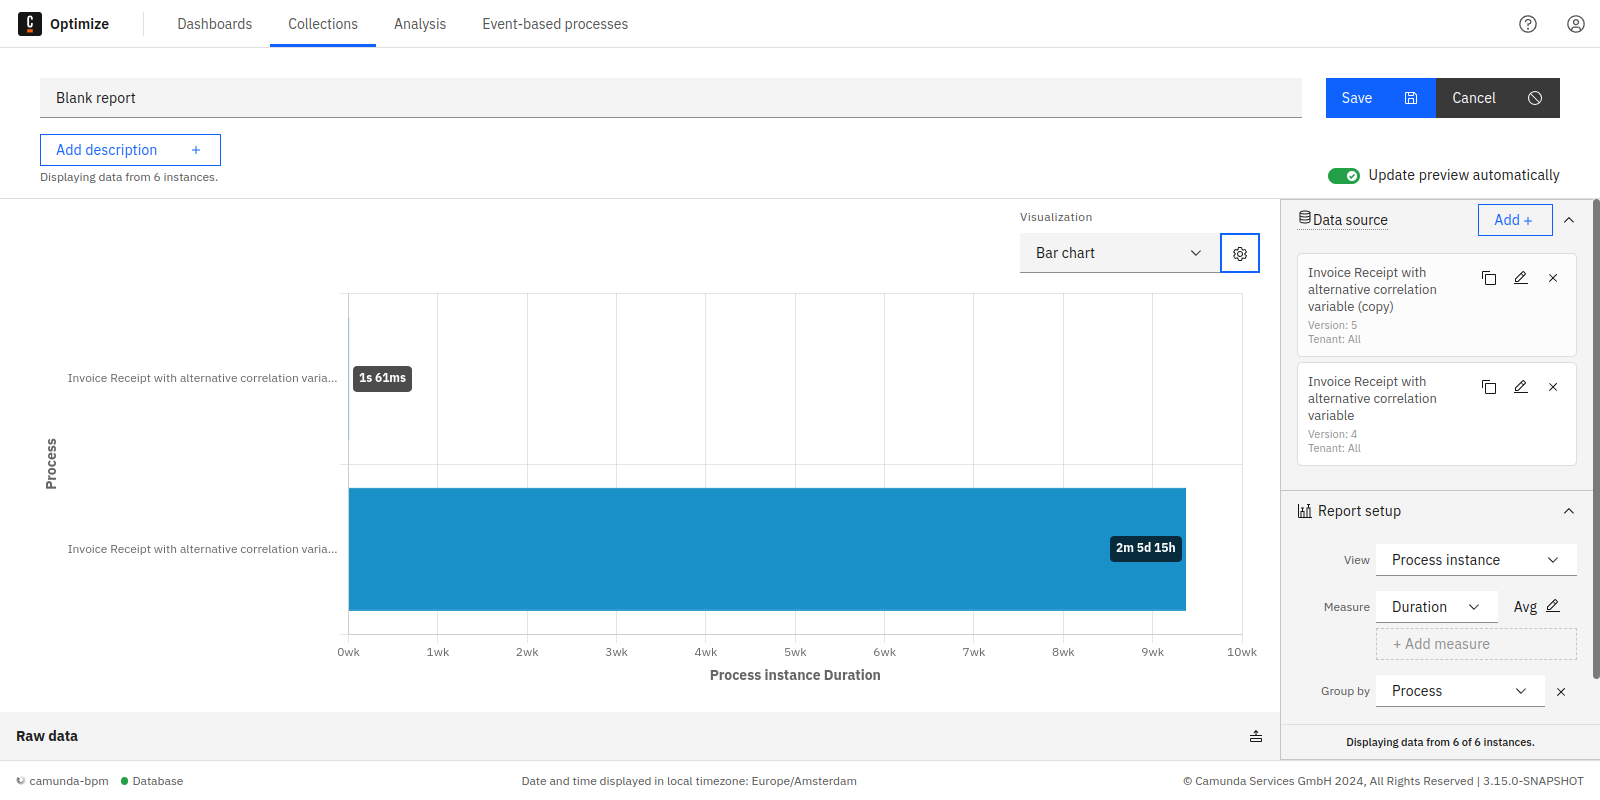 Optimize
Dashboards
Collections
Analysis
Event-based processes
Blank report
Save
Cancel
Add description +
Displaying data from 6 instances.
Update preview automatically
Visualization
Bar chart
Process
Invoice Receipt with alternative correlation varia...
1s 61ms
Invoice Receipt with alternative correlation varia...
2m 5d 15h
0wk 1wk 2wk 3wk 4wk 5wk 6wk 7wk 8wk 9wk 10wk
Process instance Duration
Raw data
Data source
Add +
Invoice Receipt with
alternative correlation
variable (copy)
Version: 5
Tenant: All
Invoice Receipt with
alternative correlation
variable
Version: 4
Tenant: All
Report setup
View Process instance
Measure Duration Avg
+ Add measure
Group by Process
Displaying data from 6 of 6 instances.
camunda-bpm Database
Date and time displayed in local timezone: Europe/Amsterdam
© Camunda Services GmbH 2024, All Rights Reserved | 3.15.0-SNAPSHOT